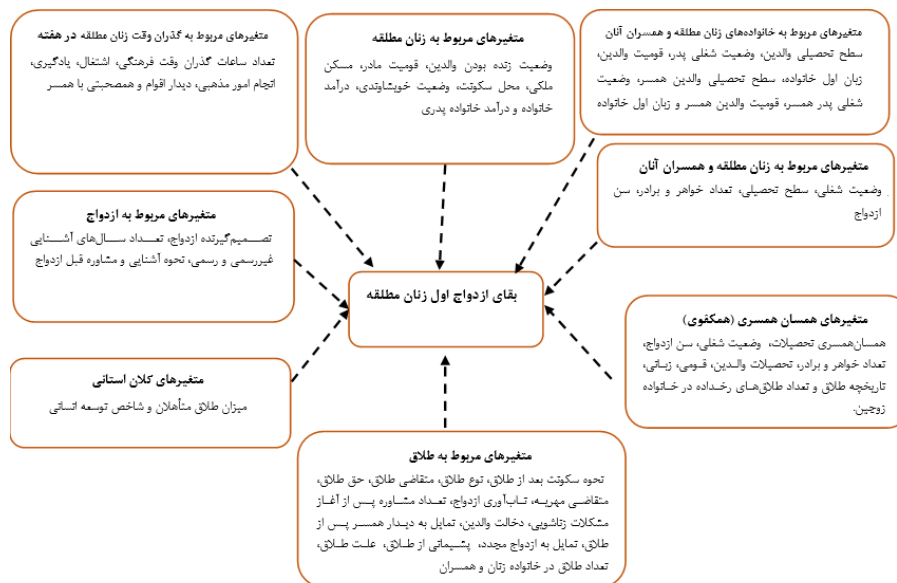 متغیرهای مربوط به خانواده‌های زنان مطلقه و همسران آنان
سطح تحصیلی والدین، وضعیت شغلی پدر، قومیت والدین،
زبان اول خانواده، سطح تحصیلی والدین همسر، وضعیت
شغلی پدر همسر، قومیت والدین همسر و زبان اول خانواده
متغیرهای مربوط به زنان مطلقه
وضعیت زنده بودن والدین، قومیت مادر، مسکن
ملکی، محل سکونت، وضعیت خویشاوندی، درآمد
خانواده و درآمد خانواده پدری
متغیرهای مربوط به گذران وقت زنان مطلقه در هفته
تعداد ساعات گذران وقت فرهنگی، اشتغال، یادگیری،
انجام امور مذهبی، دیدار اقوام و همصحبتی با همسر
متغیرهای مربوط به زنان مطلقه و همسران آنان
وضعیت شغلی، سطح تحصیلی، تعداد خواهر و برادر، سن
ازدواج
متغیرهای مربوط به ازدواج
تصمیم‌گیرنده ازدواج، تعداد سال‌های آشنایی
غیررسمی و رسمی، نحوه آشنایی و مشاوره قبل ازدواج
بقای ازدواج اول زنان مطلقه
متغیرهای همسان همسری (همکفوی)
همسان‌همسری تحصیلات، وضعیت شغلی، سن ازدواج،
تعداد خواهر و برادر، تحصیلات والدین، قومی، زبانی،
تاریخچه طلاق و تعداد طلاق‌های رخداده در خانواده
زوجین.
متغیرهای کلان استانی
میزان طلاق متأهلان و شاخص توسعه انسانی
متغیرهای مربوط به طلاق
نحوه سکونت بعد از طلاق، نوع طلاق، متقاضی طلاق، حق طلاق،
متقاضی مهریه، تاب‌آوری ازدواج، تعداد مشاوره پس از آغاز
مشکلات زناشویی، دخالت والدین، تمایل به دیدار همسر پس از
طلاق، تمایل به ازدواج مجدد، پشیمانی از طلاق، علت طلاق،
تعداد طلاق در خانواده زنان و همسران